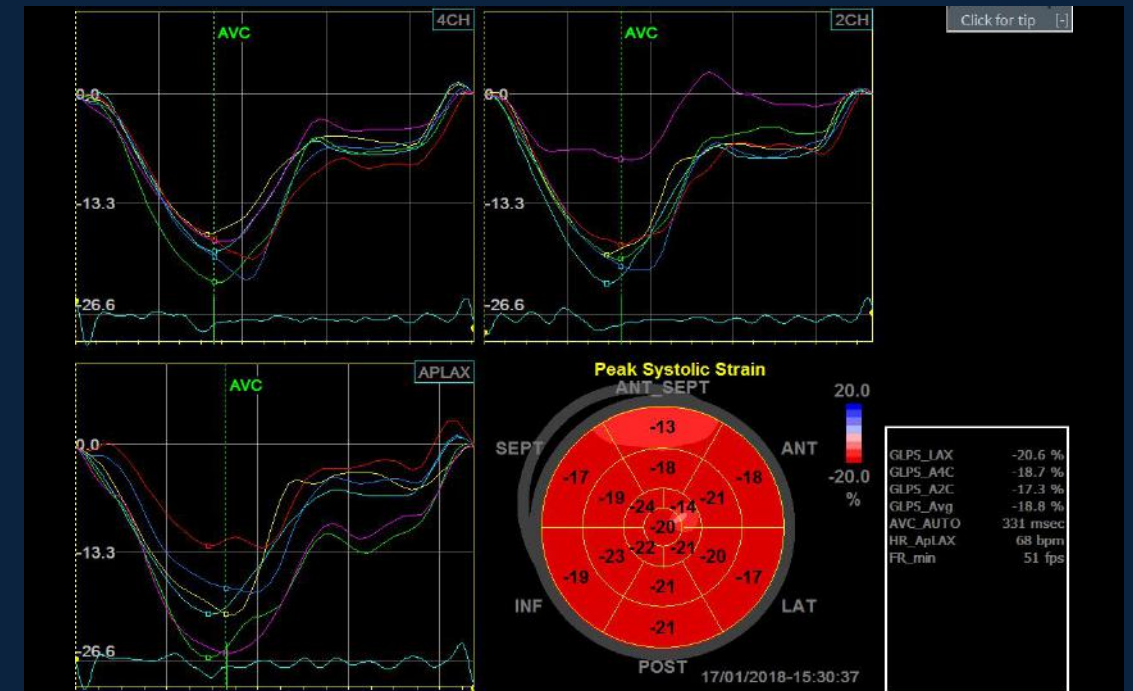 4CH
AVC
0.0
-13.3
-26.6
2CH
AVC
0.0
-13.3
-26.6
Click for tip [-]
APLAX
AVC
0.0
-13.3
-26.6
Peak Systolic Strain
ANT_SEPT
SEPT
ANT
INF
LAT
POST
-13
-17
-18
-18
-19
-21
-24
-14
-20
-23
-22
-21
-20
-19
-21
-17
-21
20.0
-20.0
%
17/01/2018-15:30:37
GLPS_LAX -20.6 %
GLPS_A4C -18.7 %
GLPS_A2C -17.3 %
GLPS_Avg -18.8 %
AVC_AUTO 331 msec
HR_ApLAX 68 bpm
FR_min 51 fps